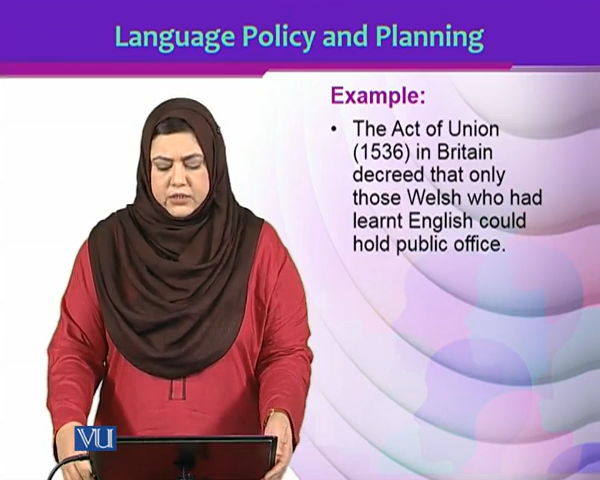 Language Policy and Planning
Example:
• The Act of Union
(1536) in Britain
decreed that only
those Welsh who had
learnt English could
hold public office.
VU